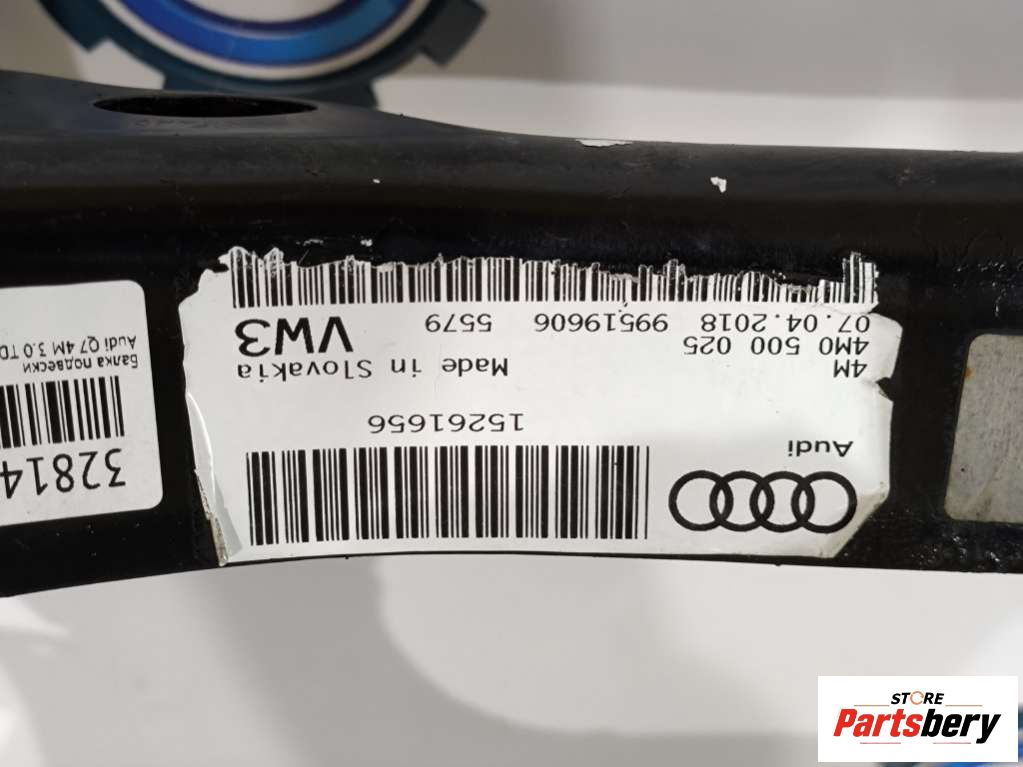 Audi
15261656
4M Made in Slovakia
4M0 500 025 VW3
07.04.2018 99519606 5579
32814
Балка подвески
Audi Q7 4M 3.0 TD
STORE
Partsbery